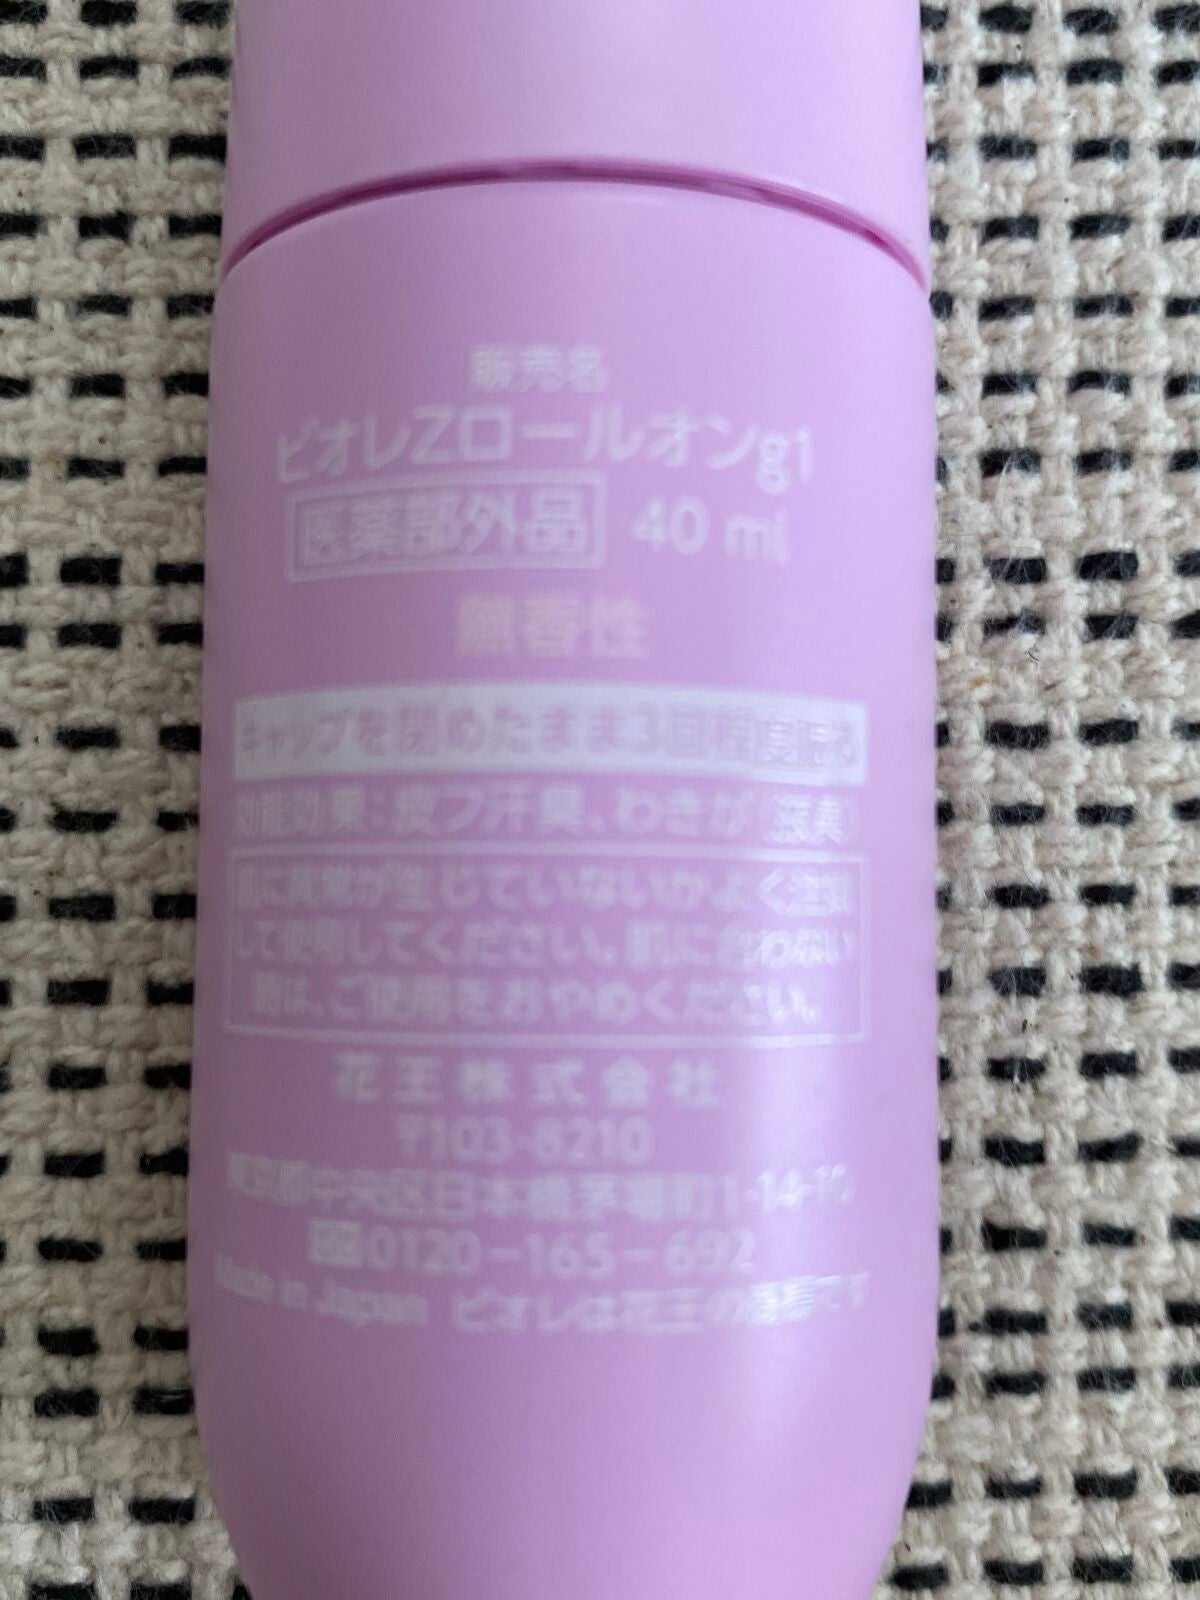 販売名
ビオレZロールオンg1
医薬部外品 40 ml
無香性
キャップを閉めたまま3回程度振る
効能効果:皮フ汗臭、わきが(腋臭)
肌に異常が生じていないかよく注意
して使用してください。肌に合わない
時は、ご使用をおやめください。
花王株式会社
〒103-8210
東京都中央区日本橋茅場町1-14-10
0120-165-692
Made in Japan ビオレは花王の商標です